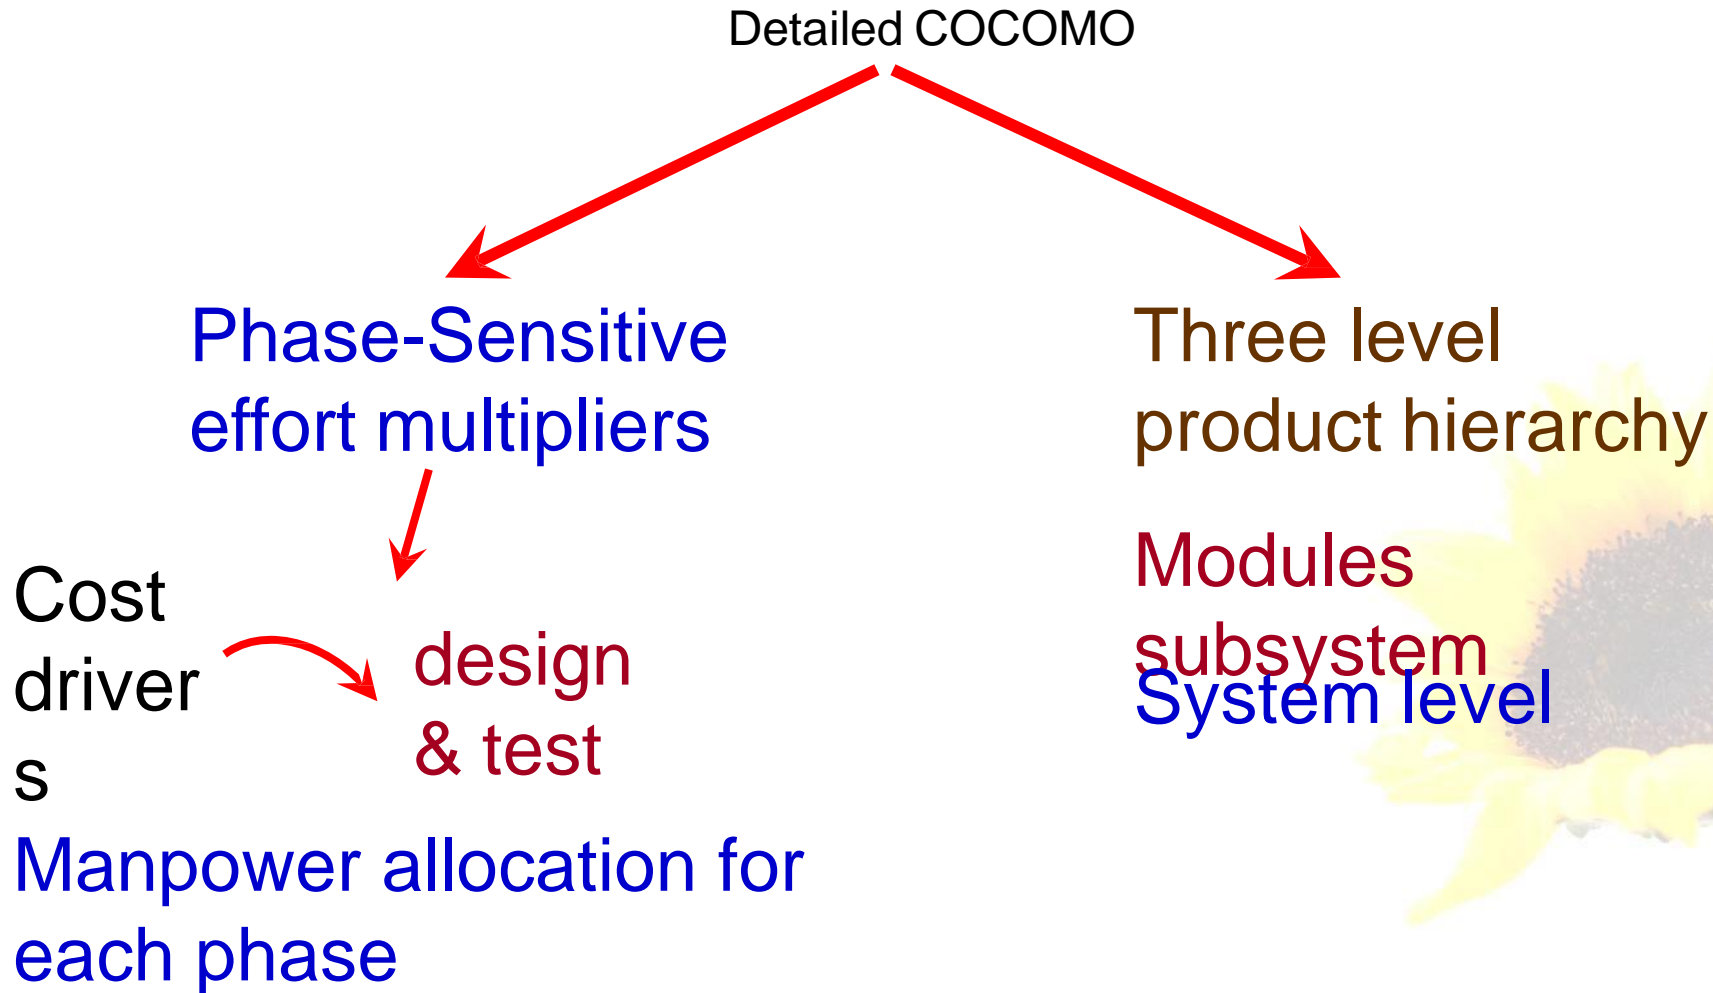 Detailed COCOMO
Phase-Sensitive
effort multipliers
Three level
product hierarchy
Cost
driver
s
design
& test
Modules
subsystem
System level
Manpower allocation for
each phase